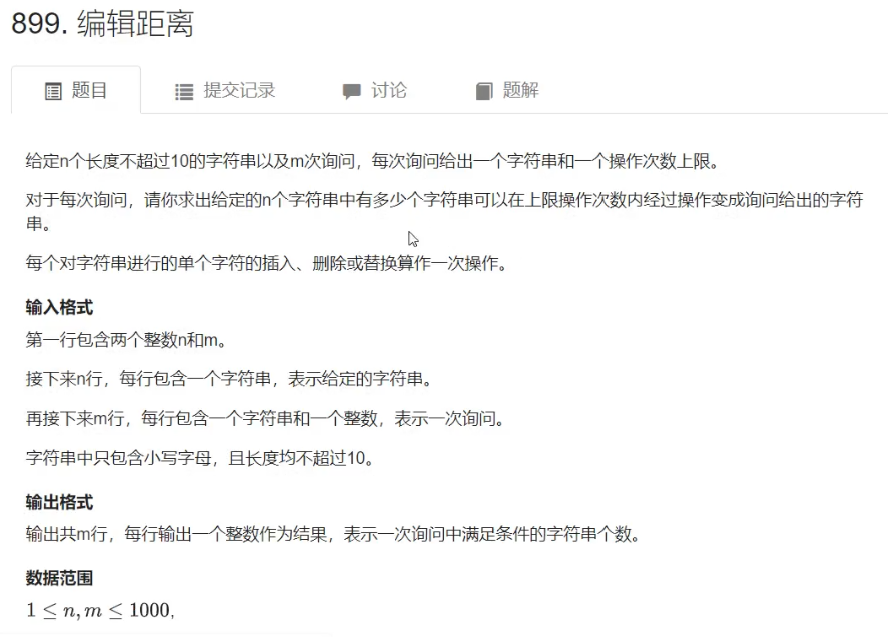 899. 编辑距离
题目 提交记录 讨论 题解
给定n个长度不超过10的字符串以及m次询问，每次询问给出一个字符串和一个操作次数上限。
对于每次询问，请你求出给定的n个字符串中有多少个字符串可以在上限操作次数内经过操作变成询问给出的字符
串。
每个对字符串进行的单个字符的插入、删除或替换算作一次操作。
输入格式
第一行包含两个整数n和m。
接下来n行，每行包含一个字符串，表示给定的字符串。
再接下来m行，每行包含一个字符串和一个整数，表示一次询问。
字符串中只包含小写字母，且长度均不超过10。
输出格式
输出共m行，每行输出一个整数作为结果，表示一次询问中满足条件的字符串个数。
数据范围
1 ≤ n, m ≤ 1000,